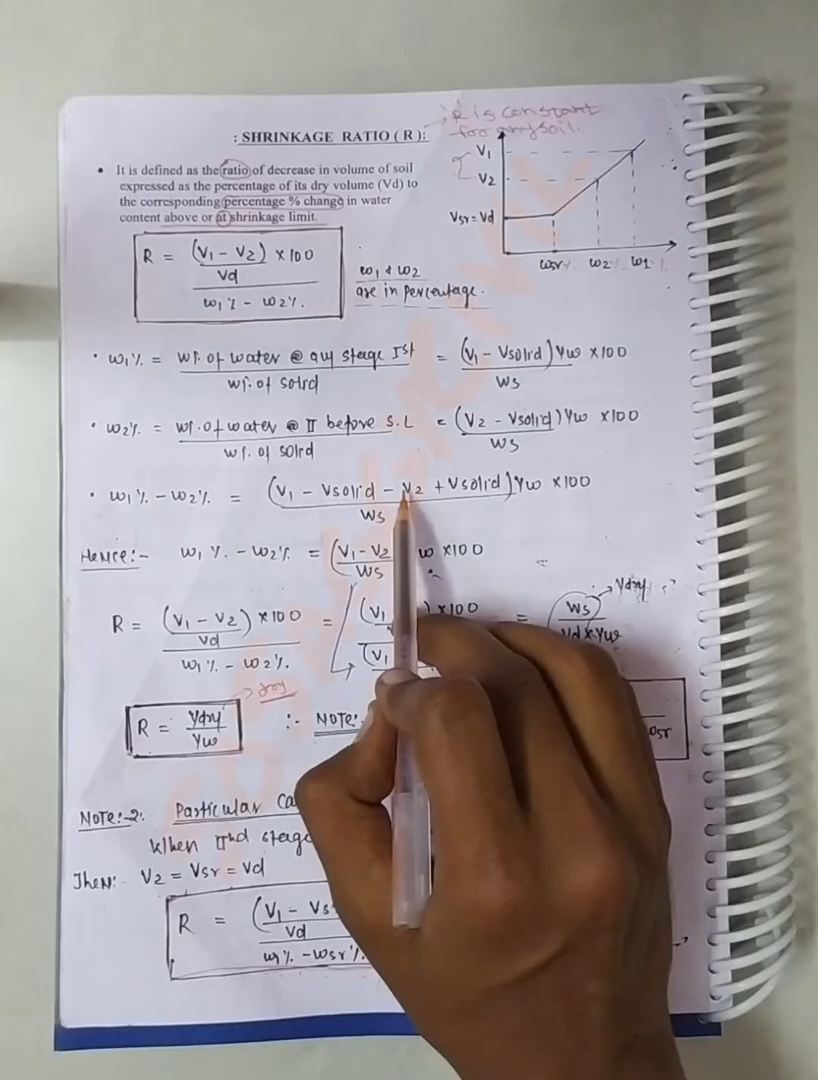 'R' is constant
for any soil.
: SHRINKAGE RATIO ( R ):
• It is defined as the ratio of decrease in volume of soil
expressed as the percentage of its dry volume (Vd) to
the corresponding percentage % change in water
content above or at shrinkage limit.
V1
V2
Vsr = Vd
wsr% w2% w1%
R = (V1 - V2) × 100
Vd
w1% - w2%.
w1 & w2
are in percentage.
• w1% = wt. of water @ any stage Ist = (V1 - Vsolid) γw × 100
wt. of solid Ws
• w2% = wt. of water @ II before S.L = (V2 - Vsolid) γw × 100
wt. of solid Ws
• w1% - w2% = (V1 - Vsolid - V2 + Vsolid) γw × 100
Ws
Hence:- w1 % - w2% = (V1 - V2 w × 100
Ws
R = (V1 - V2) × 100 = (V1 ) × 100 = Ws → γdry
Vd Vd × γw
w1% - w2%. (V1
R = γdry → dry
γw
:- NOTE:-
wsr
NOTE:-2: Particular Ca
When IInd stage
Then: V2 = Vsr = Vd
R = (V1 - Vs
Vd
w1% - wsr%